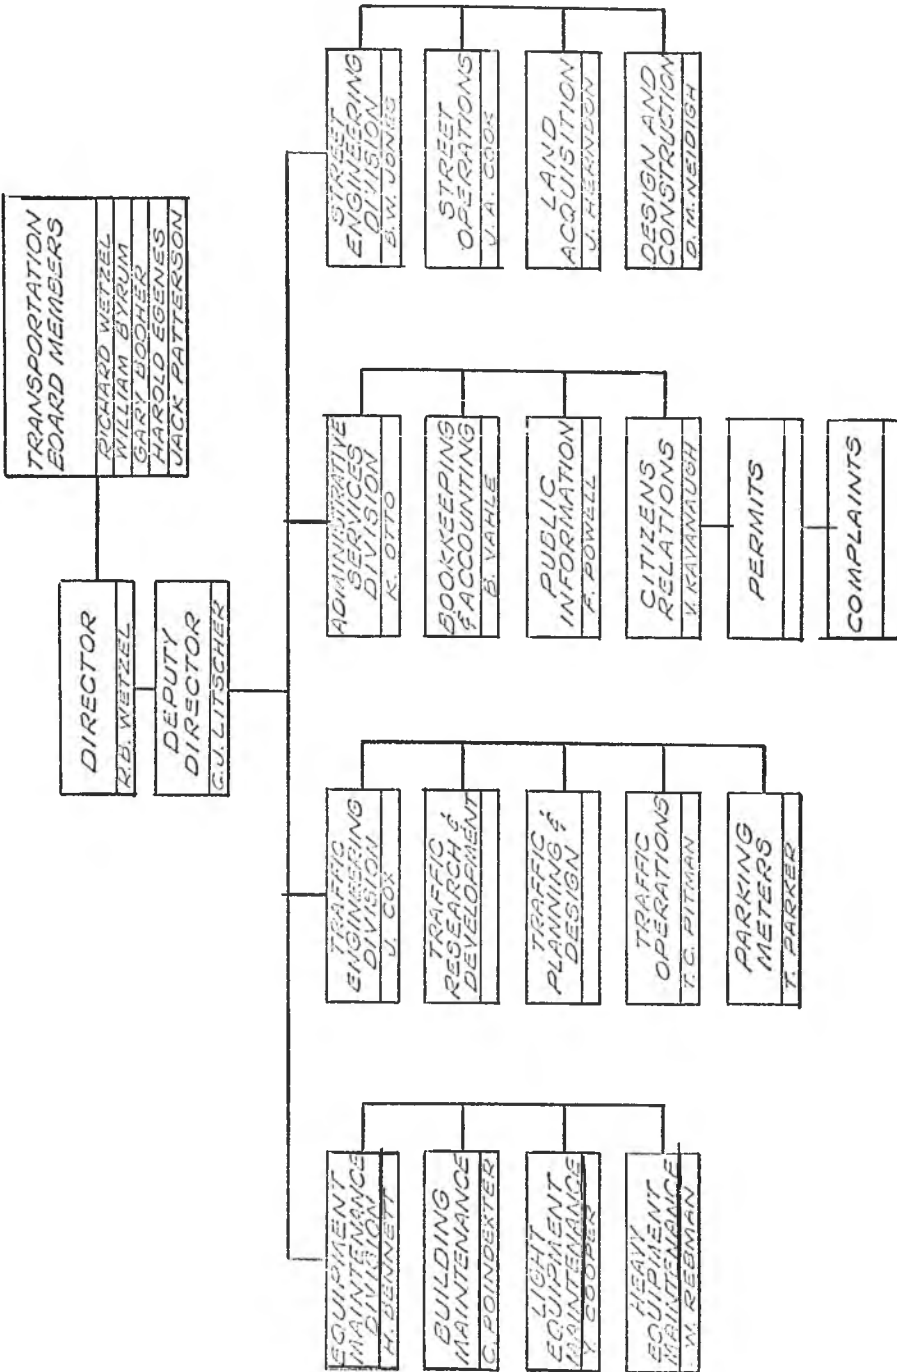 TRANSPORTATION
BOARD MEMBERS
RICHARD WETZEL
WILLIAM BYRUM
GARY BOOHER
HAROLD EGENES
JACK PATTERSON
DIRECTOR
R.B. WETZEL
DEPUTY
DIRECTOR
C.J. LITSCHER
EQUIPMENT
MAINTENANCE
DIVISION
H. BENNETT
BUILDING
MAINTENANCE
C. POINDEXTER
LIGHT
EQUIPMENT
MAINTENANCE
V. COOPER
HEAVY
EQUIPMENT
MAINTENANCE
W. REDMAN
TRAFFIC
ENGINEERING
DIVISION
J. COX
TRAFFIC
RESEARCH &
DEVELOPMENT
TRAFFIC
PLANNING &
DESIGN
TRAFFIC
OPERATIONS
T. C. PITMAN
PARKING
METERS
T. PARKER
ADMINISTRATIVE
SERVICES
DIVISION
K. OTTO
BOOKKEEPING
& ACCOUNTING
B. VAHLE
PUBLIC
INFORMATION
F. POWELL
CITIZENS
RELATIONS
V. KAVANAUGH
PERMITS
COMPLAINTS
STREET
ENGINEERING
DIVISION
B. W. JONES
STREET
OPERATIONS
J. A. COOK
LAND
ACQUISITION
J. HERNDON
DESIGN AND
CONSTRUCTION
D. M. NEIDIGH